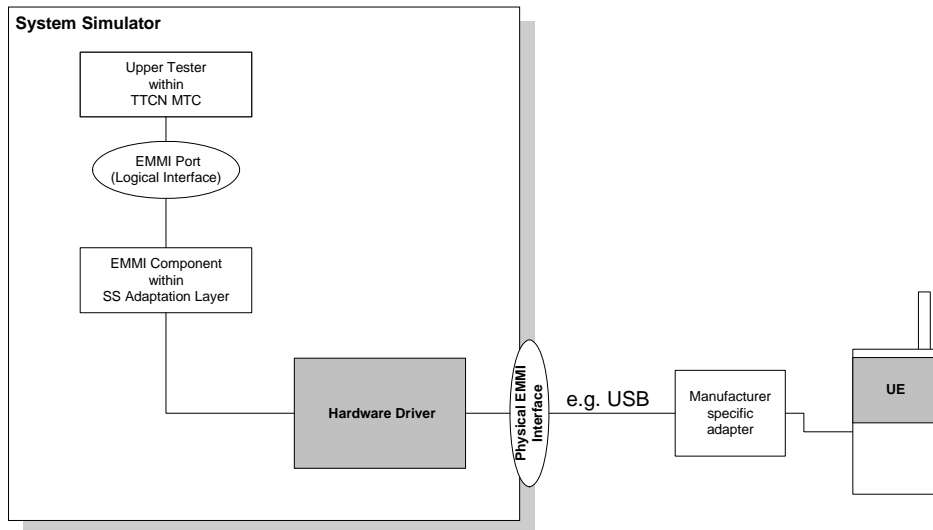 System Simulator
Upper Tester
within
TTCN MTC
EMMI Port
(Logical Interface)
EMMI Component
within
SS Adaptation Layer
Hardware Driver
Physical EMMI
Interface
e.g. USB
Manufacturer
specific
adapter
UE